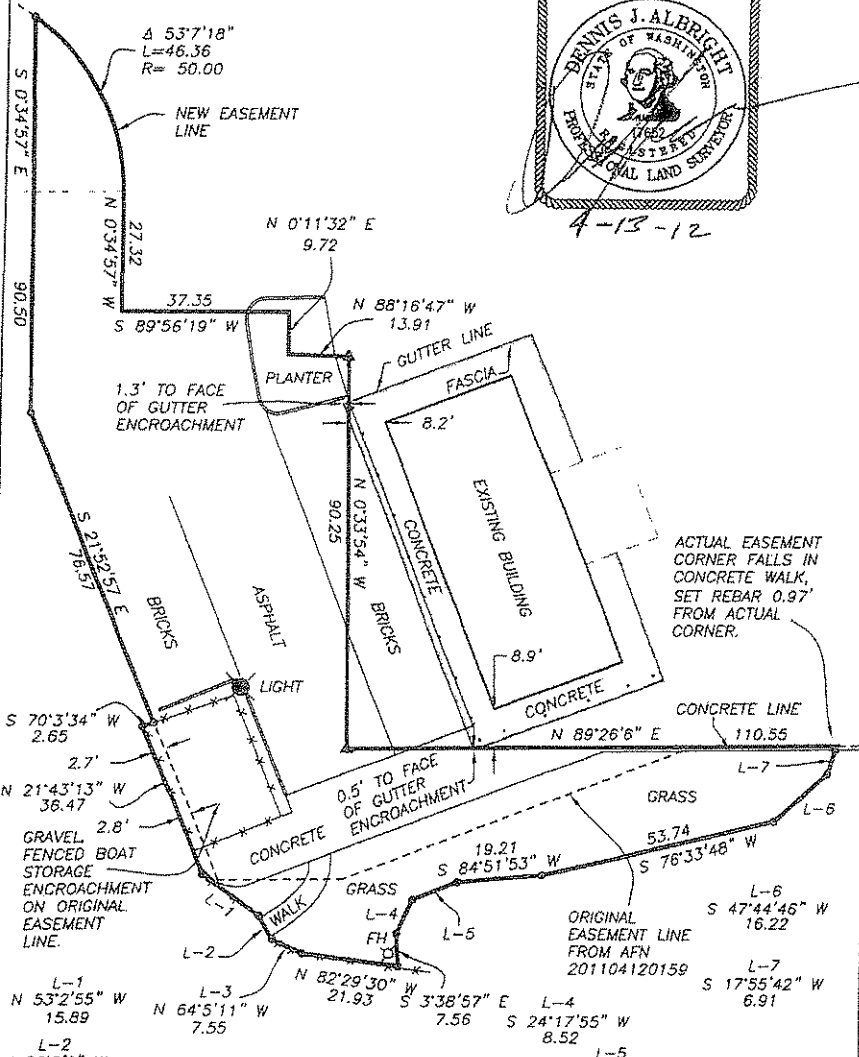 Δ 53°7'18"
L=46.36
R= 50.00
NEW EASEMENT
LINE
S 0°34'57" E
90.50
N 0°34'57" W
27.32
DENNIS J. ALBRIGHT
STATE OF WASHINGTON
17652
REGISTERED
PROFESSIONAL LAND SURVEYOR
4-13-12
N 0°11'32" E
9.72
37.35
S 89°56'19" W
N 88°16'47" W
13.91
PLANTER
GUTTER LINE
FASCIA
1.3' TO FACE
OF GUTTER
ENCROACHMENT
8.2'
N 0°33'54" W
90.25
CONCRETE
BRICKS
EXISTING BUILDING
S 21°52'57 E
76.57
BRICKS
ASPHALT
LIGHT
8.9'
CONCRETE
ACTUAL EASEMENT
CORNER FALLS IN
CONCRETE WALK,
SET REBAR 0.97'
FROM ACTUAL
CORNER.
S 70°3'34" W
2.65
2.7'
N 21°43'13" W
36.47
2.8'
GRAVEL
FENCED BOAT
STORAGE
ENCROACHMENT
ON ORIGINAL
EASEMENT
LINE.
N 89°26'6" E
CONCRETE LINE
110.55
0.5' TO FACE
OF GUTTER
ENCROACHMENT
CONCRETE
GRASS
L-7
L-6
19.21
S 84°51'53" W
53.74
S 76°33'48" W
L-1
WALK
GRASS
L-4
L-5
L-2
FH
ORIGINAL
EASEMENT LINE
FROM AFN
201104120159
L-6
S 47°44'46" W
16.22
L-7
S 17°55'42" W
6.91
L-1
N 53°2'55" W
15.89
L-3
N 64°5'11" W
7.55
N 82°29'30" W
21.93
S 3°38'57" E
7.56
L-4
S 24°17'55" W
8.52
L-2
L-5